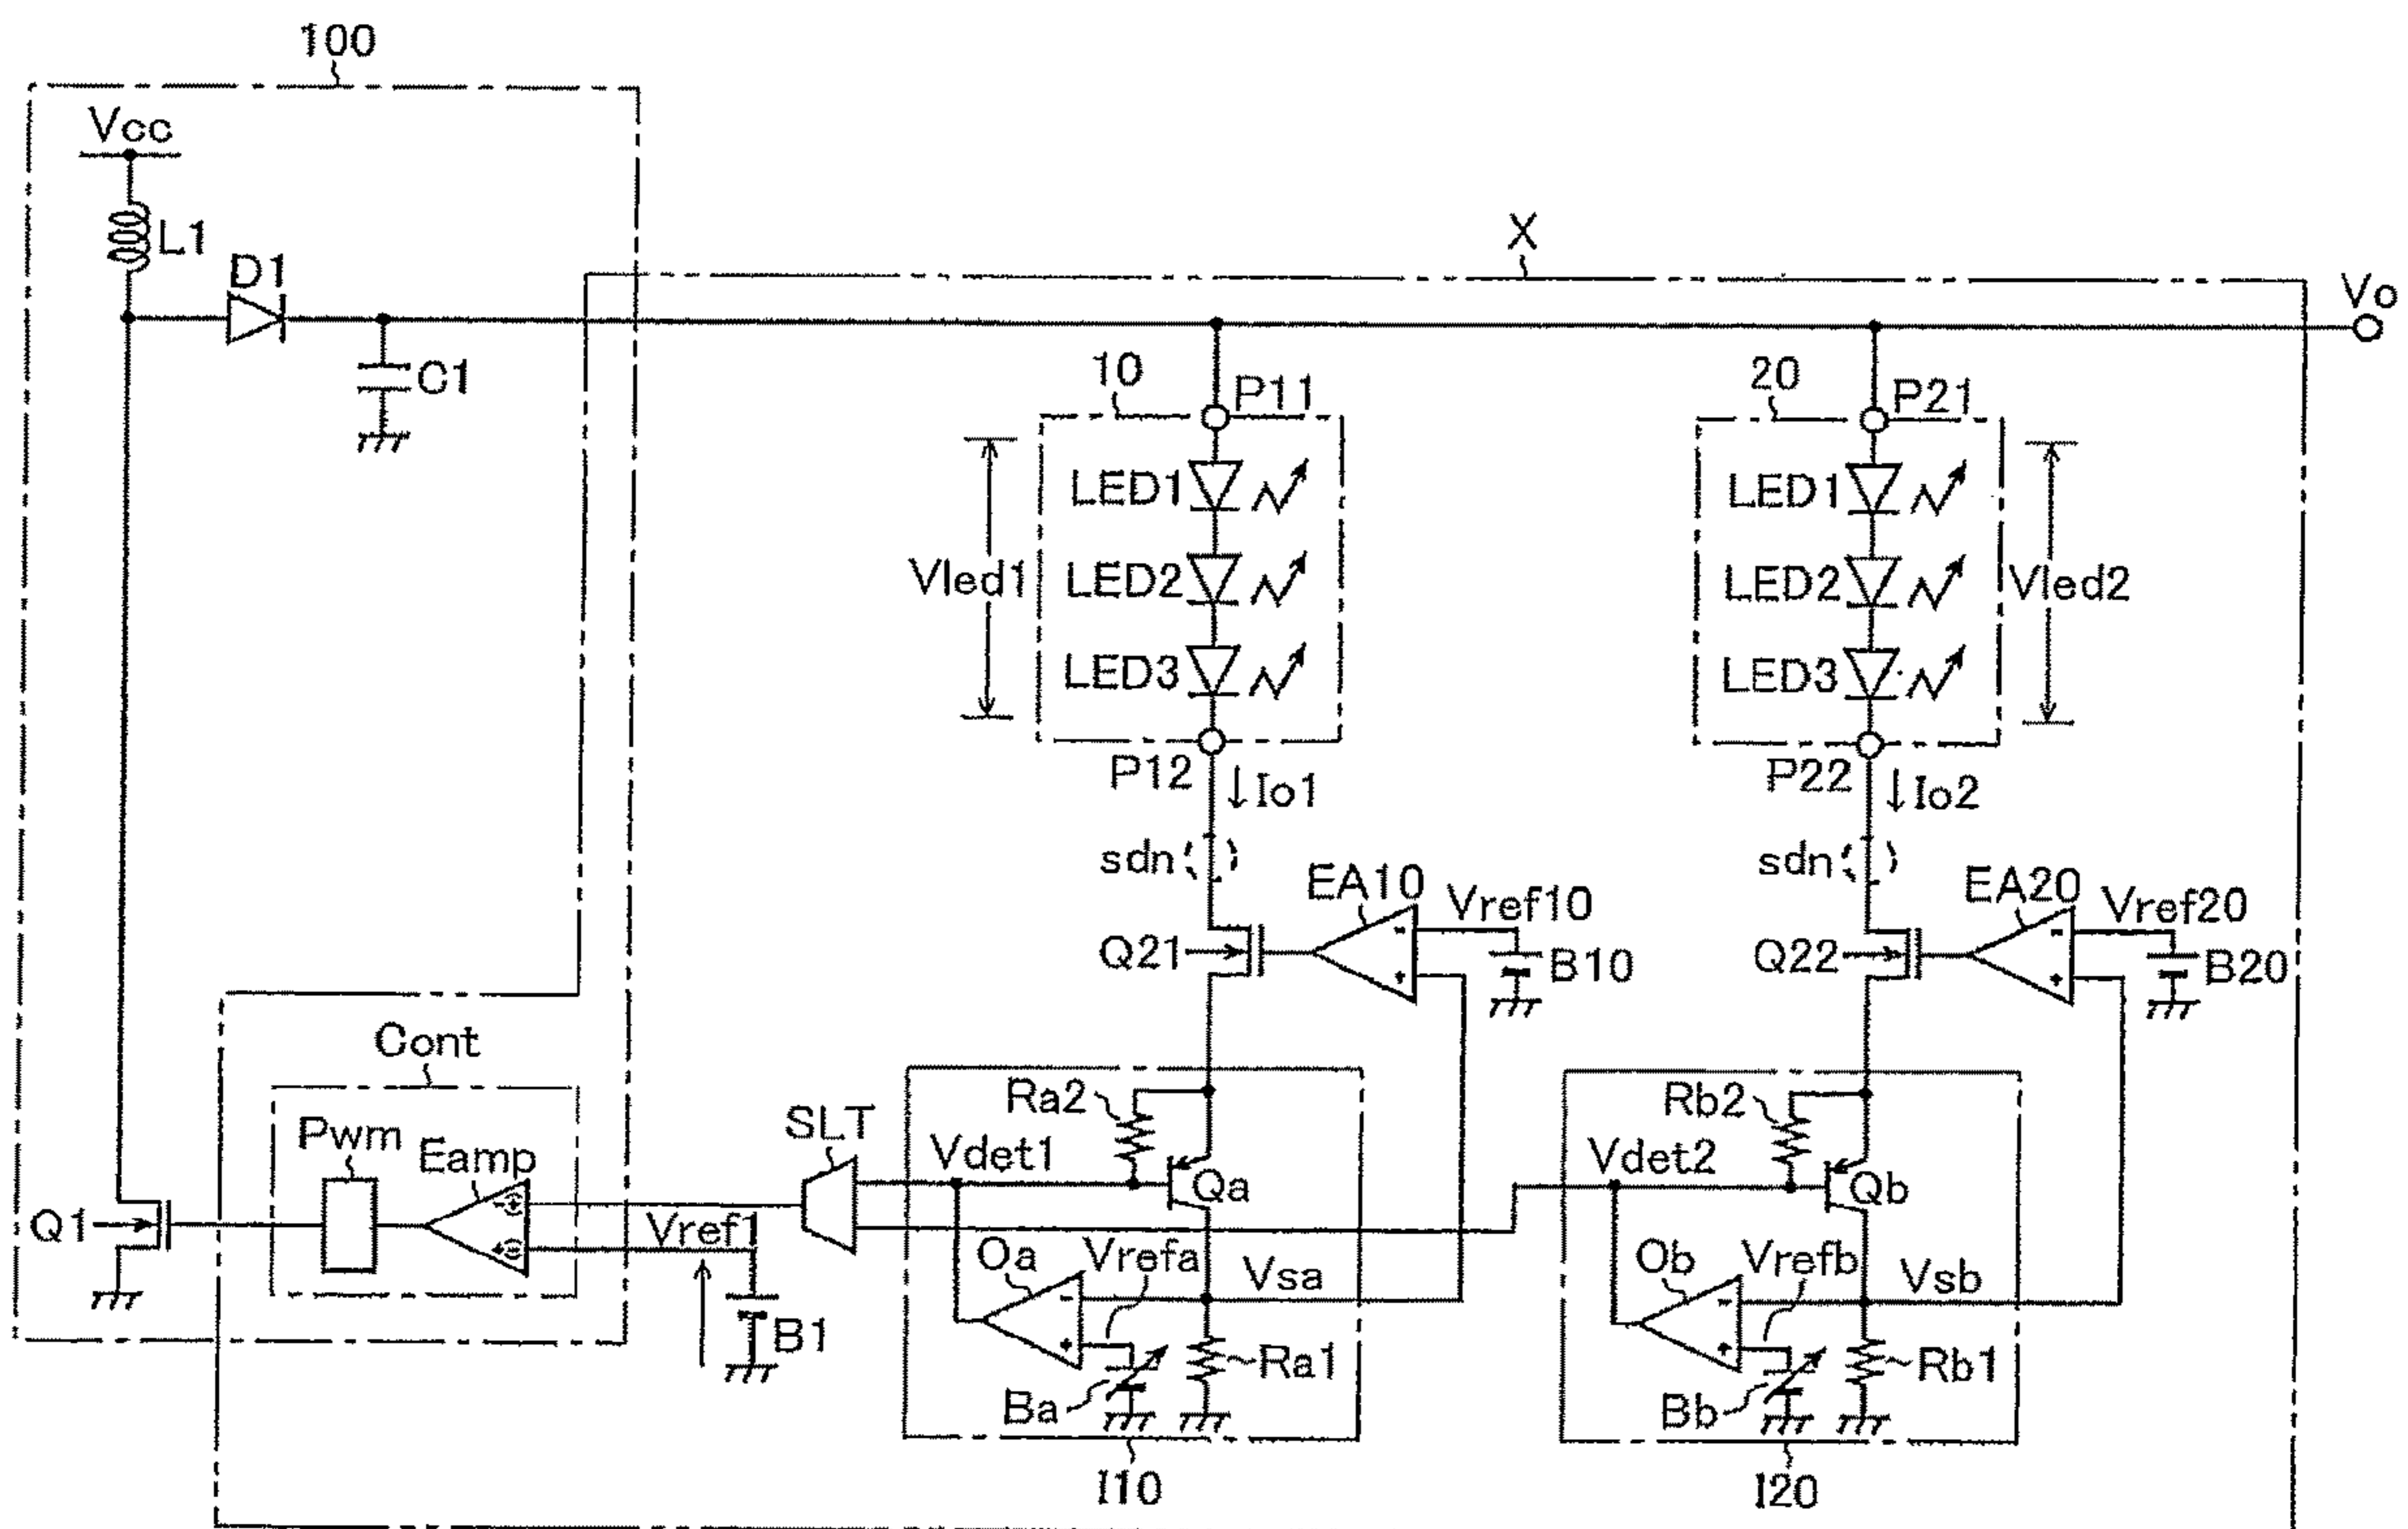 100
Vcc
L1
D1
C1
X
Vo
10
P11
LED1
LED2
LED3
Vled1
P12
Io1
20
P21
LED1
LED2
LED3
Vled2
P22
Io2
sdn
sdn
EA10
Vref10
Q21
B10
EA20
Vref20
Q22
B20
Cont
Pwm
Eamp
Q1
Vref1
B1
SLT
Ra2
Vdet1
Qa
Oa
Vrefa
Vsa
Ra1
Ba
I10
Rb2
Vdet2
Qb
Ob
Vrefb
Vsb
Rb1
Bb
I20